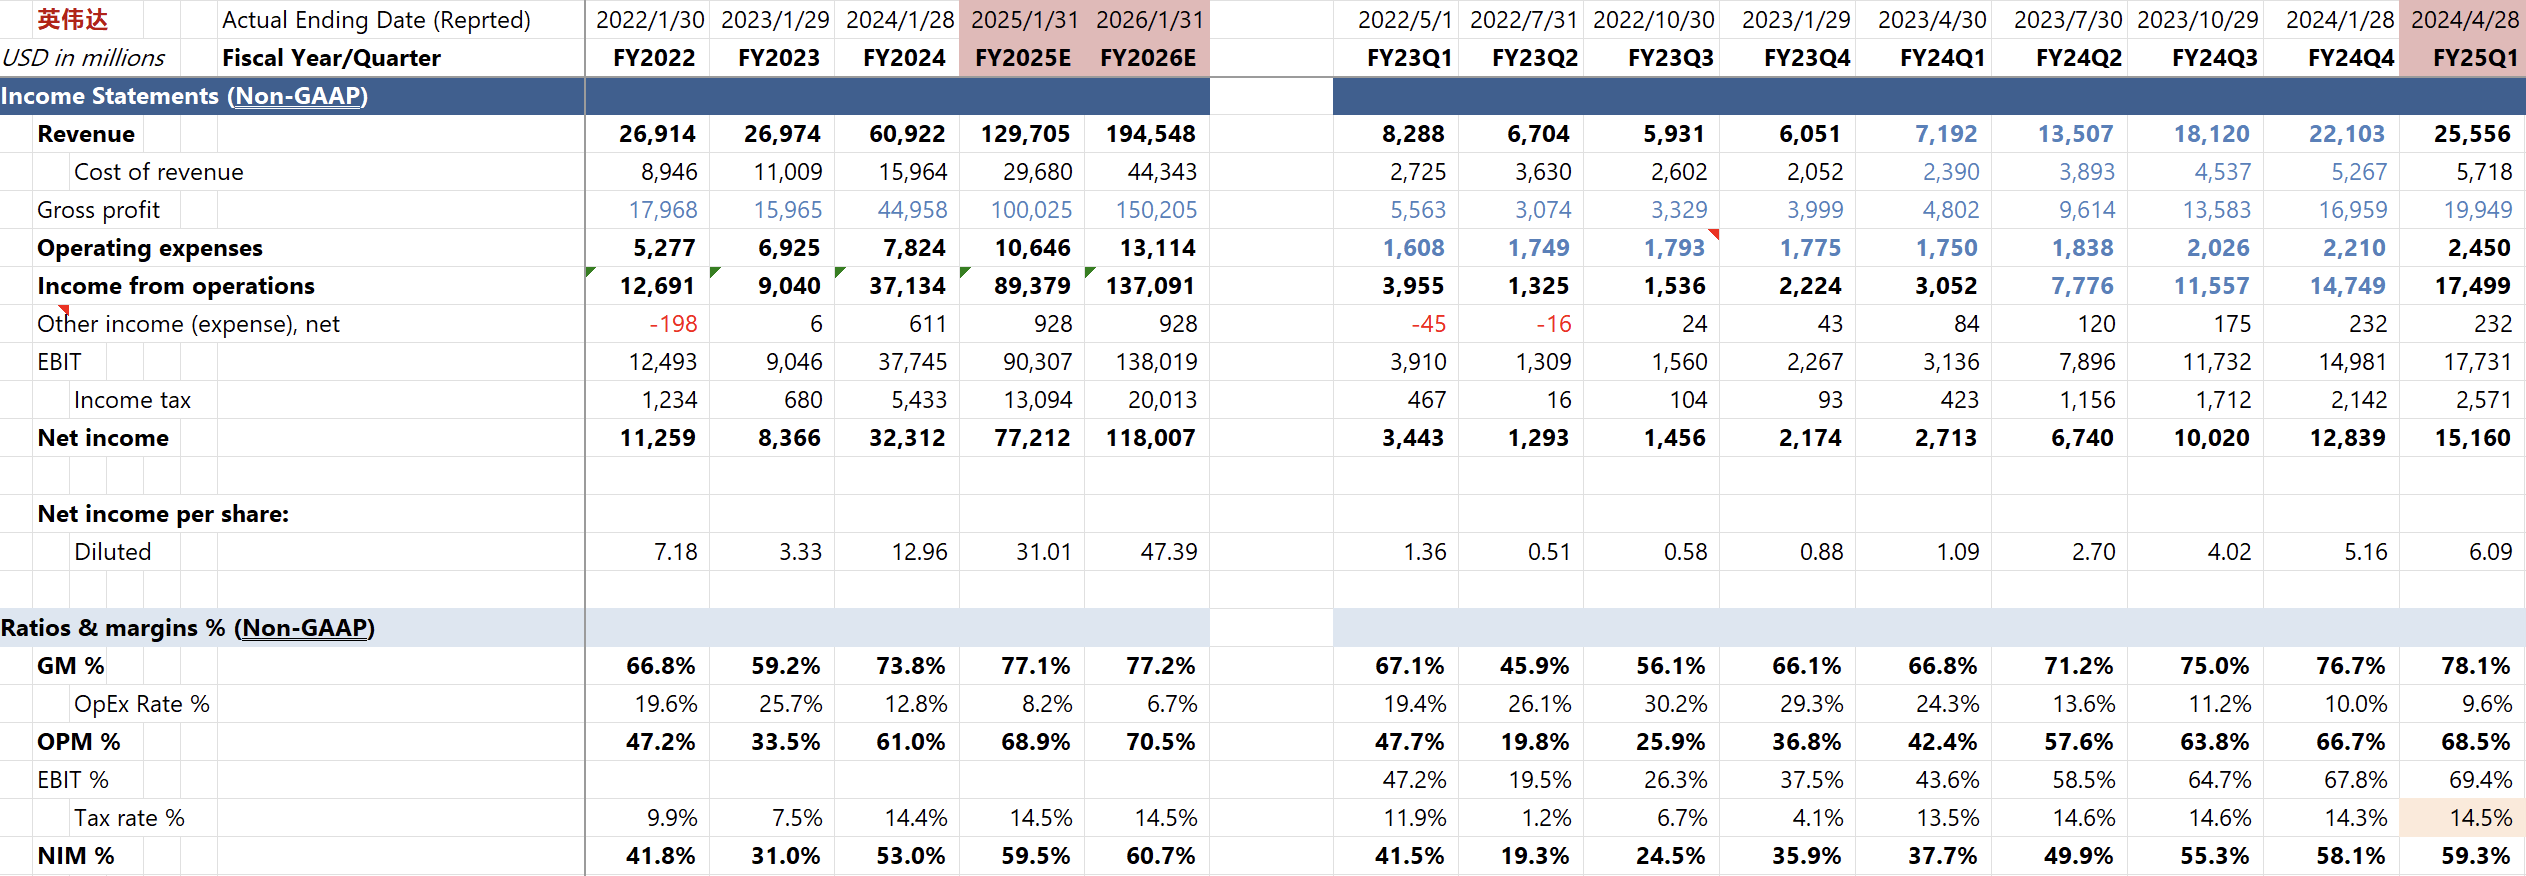 英伟达 Actual Ending Date (Reprted) 2022/1/30 2023/1/29 2024/1/28 2025/1/31 2026/1/31 2022/5/1 2022/7/31 2022/10/30 2023/1/29 2023/4/30 2023/7/30 2023/10/29 2024/1/28 2024/4/28
USD in millions Fiscal Year/Quarter FY2022 FY2023 FY2024 FY2025E FY2026E FY23Q1 FY23Q2 FY23Q3 FY23Q4 FY24Q1 FY24Q2 FY24Q3 FY24Q4 FY25Q1
Income Statements (Non-GAAP)
Revenue 26,914 26,974 60,922 129,705 194,548 8,288 6,704 5,931 6,051 7,192 13,507 18,120 22,103 25,556
Cost of revenue 8,946 11,009 15,964 29,680 44,343 2,725 3,630 2,602 2,052 2,390 3,893 4,537 5,267 5,718
Gross profit 17,968 15,965 44,958 100,025 150,205 5,563 3,074 3,329 3,999 4,802 9,614 13,583 16,959 19,949
Operating expenses 5,277 6,925 7,824 10,646 13,114 1,608 1,749 1,793 1,775 1,750 1,838 2,026 2,210 2,450
Income from operations 12,691 9,040 37,134 89,379 137,091 3,955 1,325 1,536 2,224 3,052 7,776 11,557 14,749 17,499
Other income (expense), net -198 6 611 928 928 -45 -16 24 43 84 120 175 232 232
EBIT 12,493 9,046 37,745 90,307 138,019 3,910 1,309 1,560 2,267 3,136 7,896 11,732 14,981 17,731
Income tax 1,234 680 5,433 13,094 20,013 467 16 104 93 423 1,156 1,712 2,142 2,571
Net income 11,259 8,366 32,312 77,212 118,007 3,443 1,293 1,456 2,174 2,713 6,740 10,020 12,839 15,160
Net income per share:
Diluted 7.18 3.33 12.96 31.01 47.39 1.36 0.51 0.58 0.88 1.09 2.70 4.02 5.16 6.09
Ratios & margins % (Non-GAAP)
GM % 66.8% 59.2% 73.8% 77.1% 77.2% 67.1% 45.9% 56.1% 66.1% 66.8% 71.2% 75.0% 76.7% 78.1%
OpEx Rate % 19.6% 25.7% 12.8% 8.2% 6.7% 19.4% 26.1% 30.2% 29.3% 24.3% 13.6% 11.2% 10.0% 9.6%
OPM % 47.2% 33.5% 61.0% 68.9% 70.5% 47.7% 19.8% 25.9% 36.8% 42.4% 57.6% 63.8% 66.7% 68.5%
EBIT % 47.2% 19.5% 26.3% 37.5% 43.6% 58.5% 64.7% 67.8% 69.4%
Tax rate % 9.9% 7.5% 14.4% 14.5% 14.5% 11.9% 1.2% 6.7% 4.1% 13.5% 14.6% 14.6% 14.3% 14.5%
NIM % 41.8% 31.0% 53.0% 59.5% 60.7% 41.5% 19.3% 24.5% 35.9% 37.7% 49.9% 55.3% 58.1% 59.3%